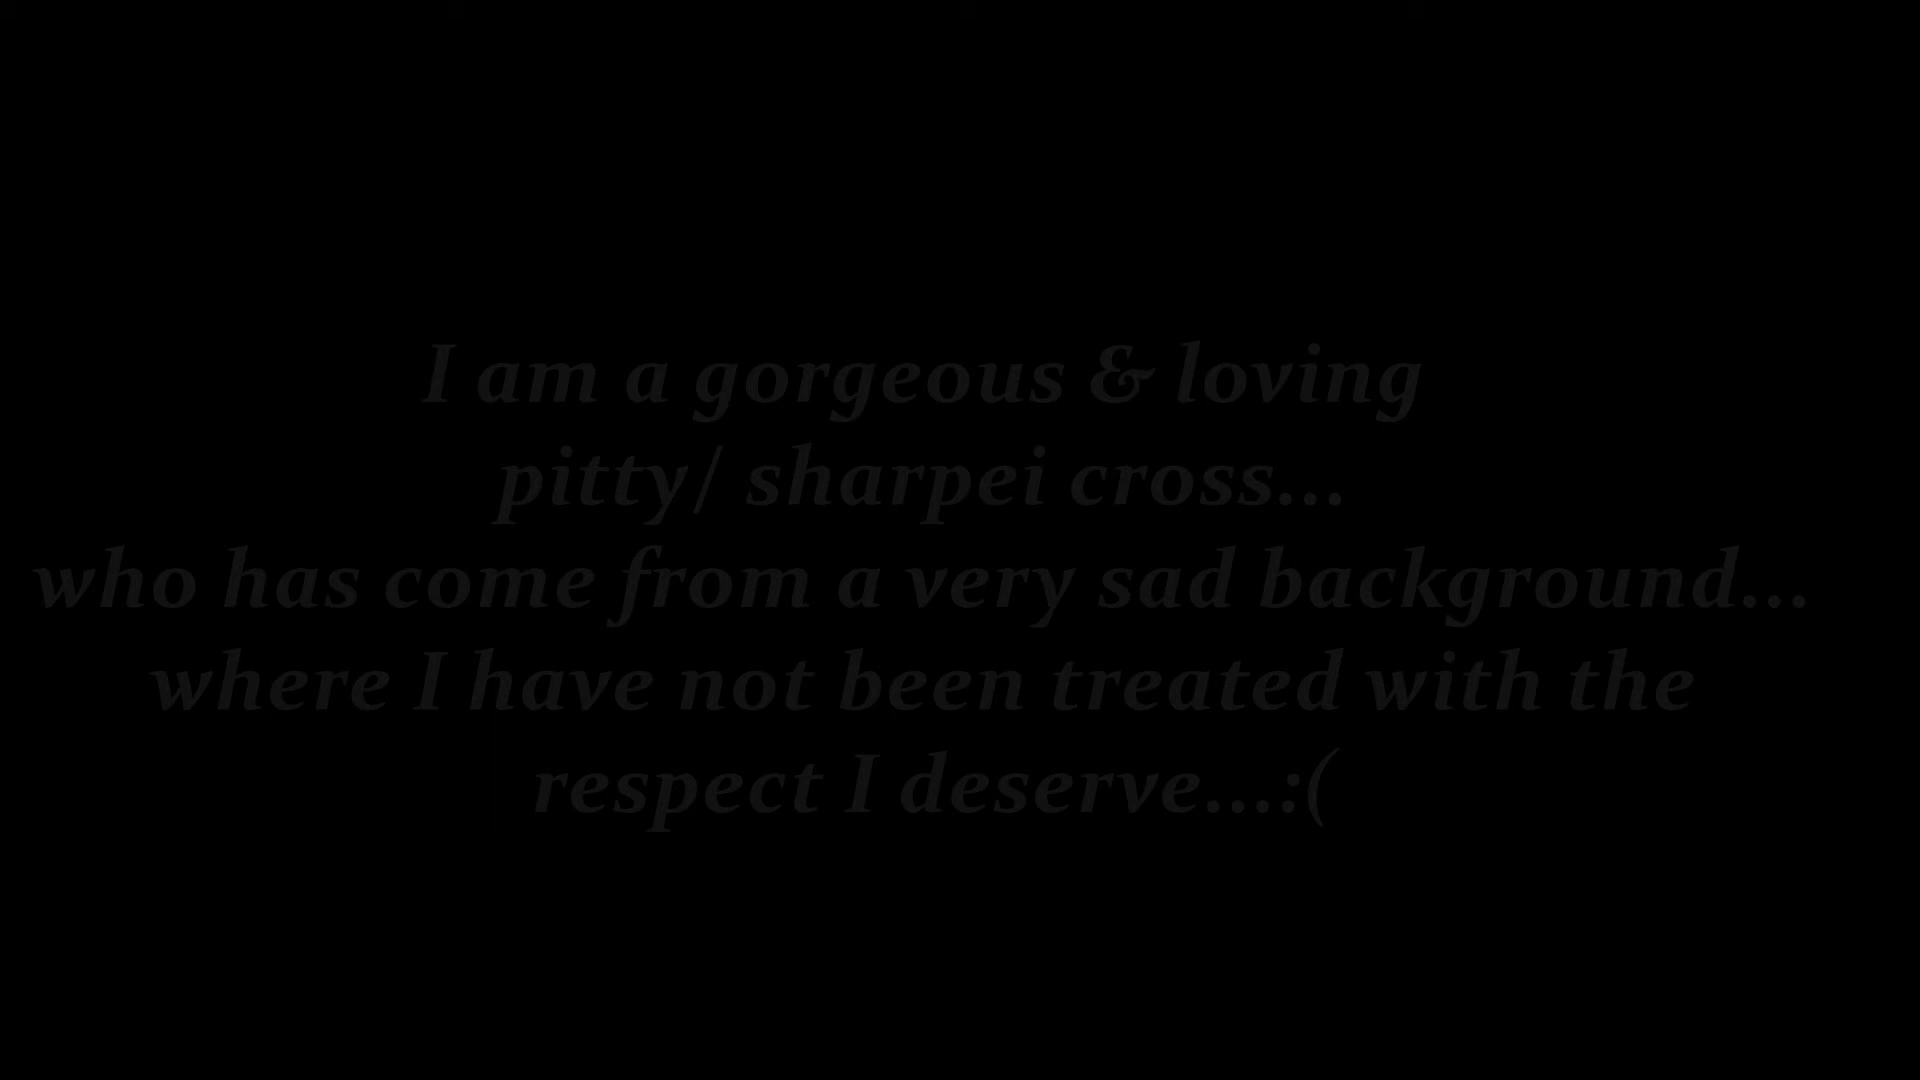 I am a gorgeous & loving
pitty/ sharpei cross...
who has come from a very sad background...
where I have not been treated with the
respect I deserve...:(